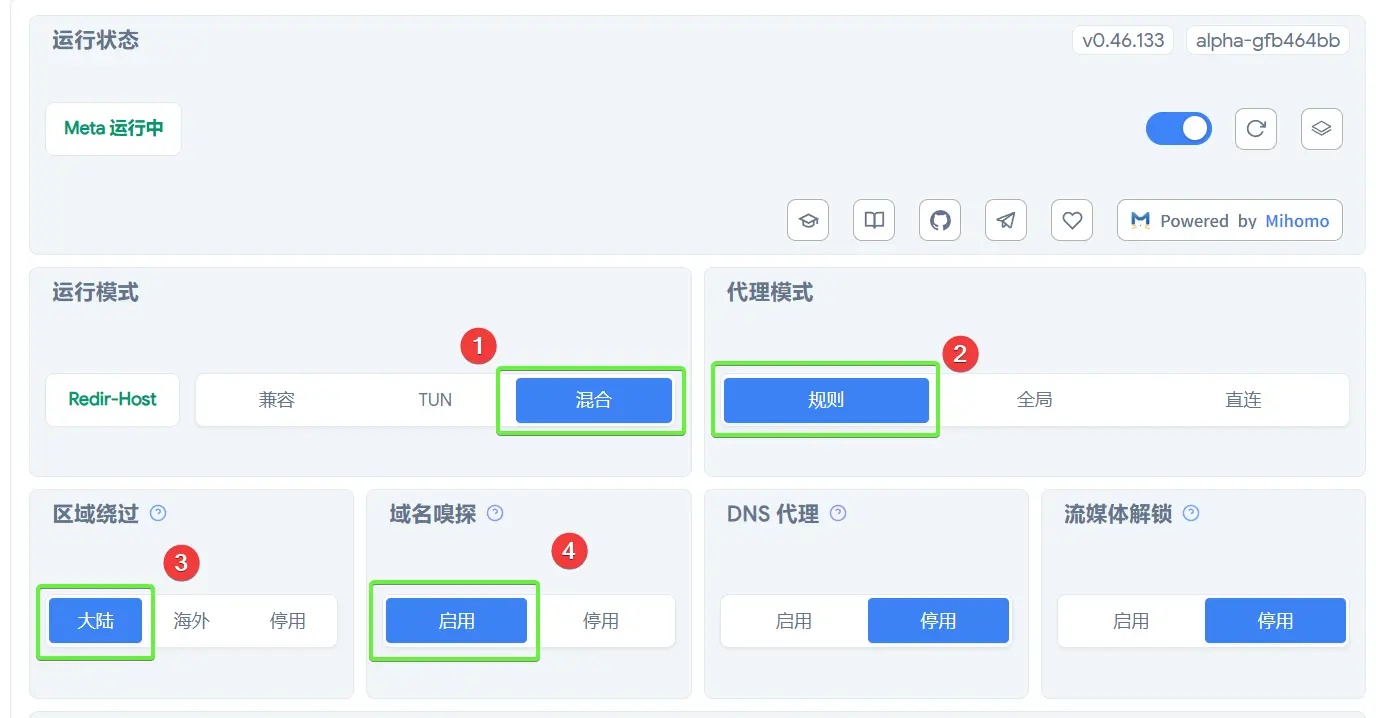 运行状态
v0.46.133
alpha-gfb464bb
Meta 运行中
Powered by Mihomo
运行模式
代理模式
1
2
Redir-Host
兼容
TUN
混合
规则
全局
直连
区域绕过
域名嗅探
DNS 代理
流媒体解锁
3
4
大陆
海外
停用
启用
停用
启用
停用
启用
停用